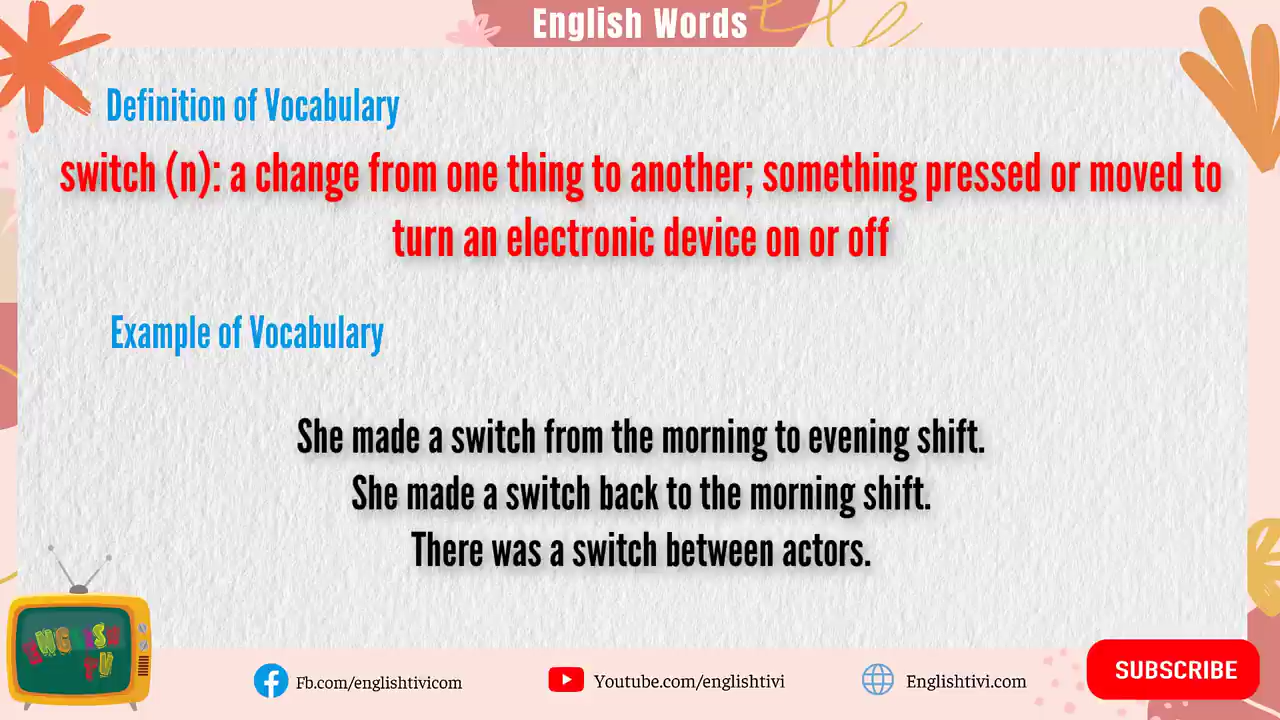 English Words
Definition of Vocabulary
switch (n): a change from one thing to another; something pressed or moved to
turn an electronic device on or off
Example of Vocabulary
She made a switch from the morning to evening shift.
She made a switch back to the morning shift.
There was a switch between actors.
ENGLISH
TV
Fb.com/englishtivicom
Youtube.com/englishtivi
Englishtivi.com
SUBSCRIBE